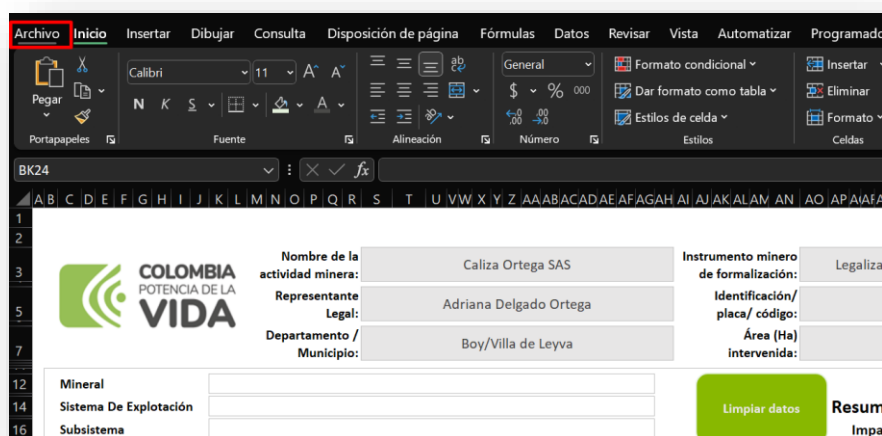 Archivo Inicio Insertar Dibujar Consulta Disposición de página Fórmulas Datos Revisar Vista Automatizar
Calibri 11 A^ Aˇ ab General Formato condicional Insertar
Pegar N K S A $ % 000 Dar formato como tabla Eliminar
Estilos de celda Formato
Portapapeles Fuente Alineación Número Estilos Celdas
BK24 fx
A B C D E F G H I J K L M N O P Q R S T U V W X Y Z AA AB AC AD AE AF AG AH AI AJ AK AL AM AN AO AP
1
2
3 COLOMBIA
POTENCIA DE LA
VIDA
Nombre de la
actividad minera:
Caliza Ortega SAS
Instrumento minero
de formalización:
5 Representante
Legal:
Adriana Delgado Ortega
Identificación/
placa/ código:
7 Departamento /
Municipio:
Boy/Villa de Leyva
Área (Ha)
intervenida:
12 Mineral
14 Sistema De Explotación
Limpiar datos
16 Subsistema